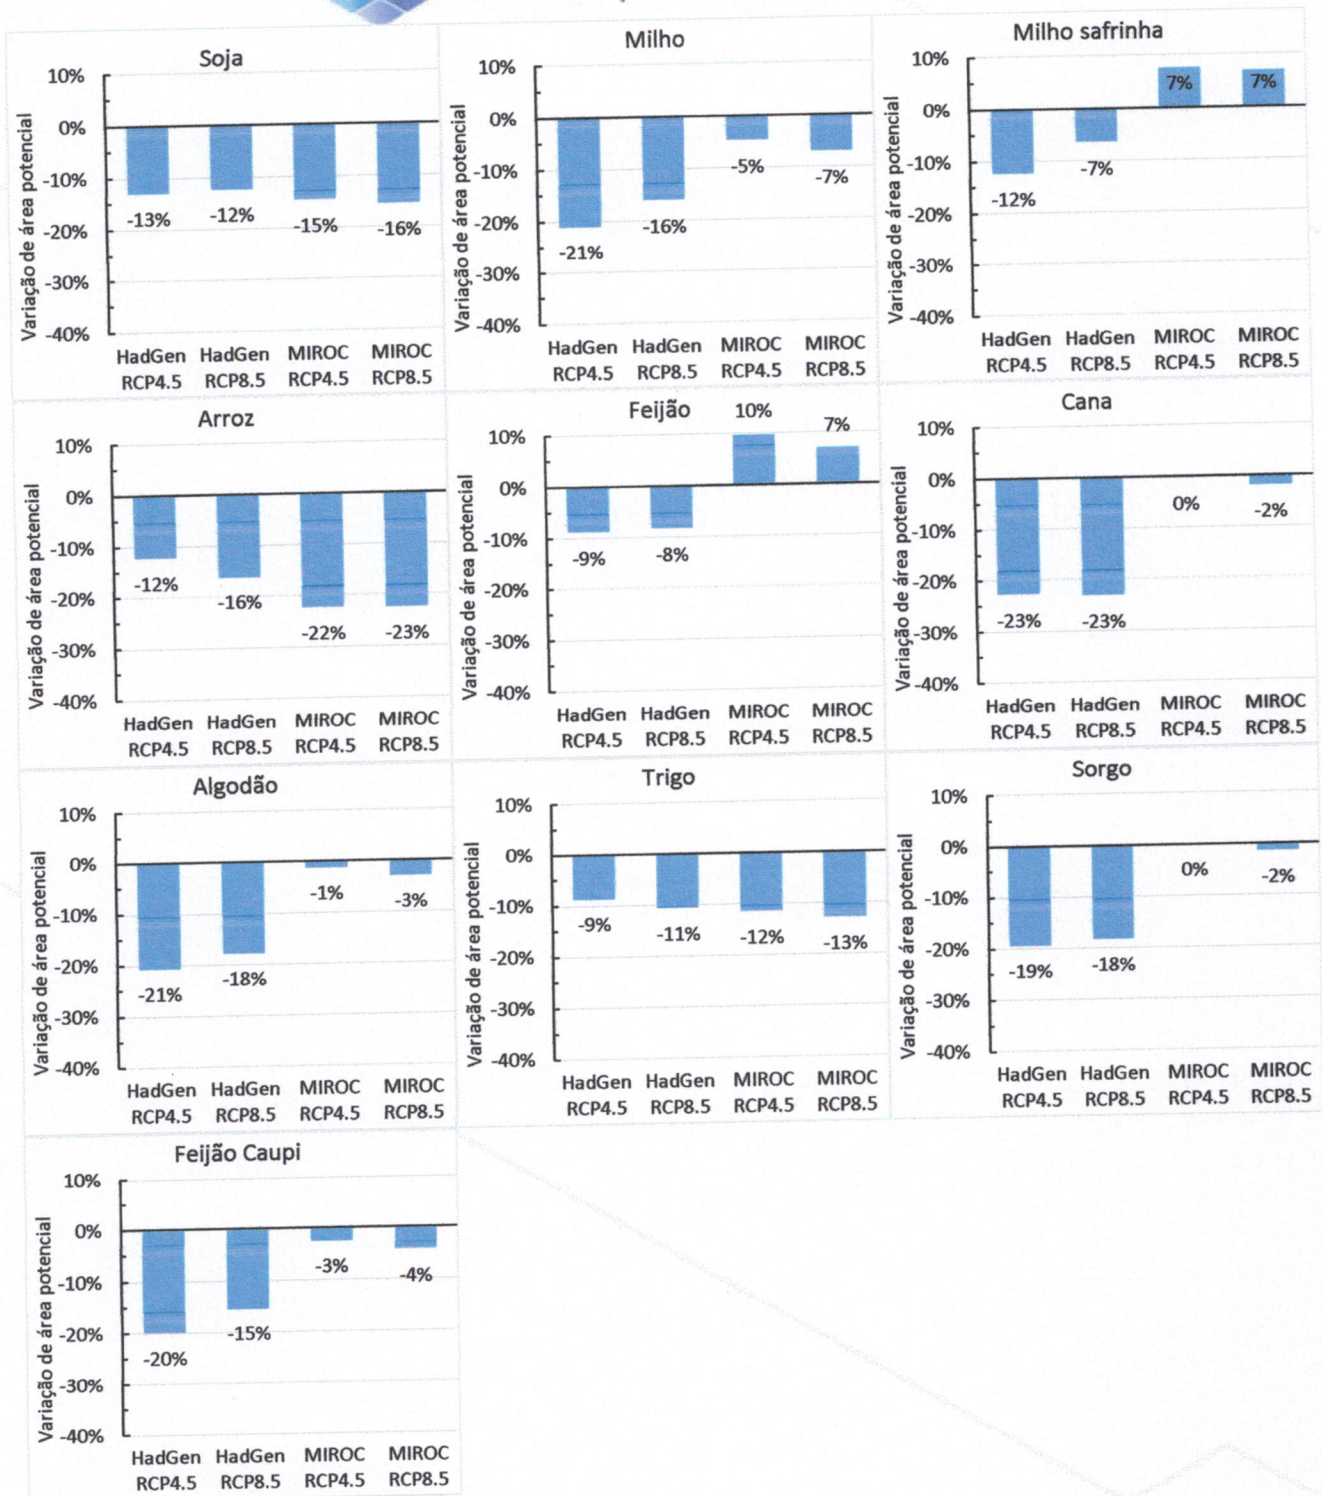 Soja
Variação de área potencial
10%
0%
-10%
-20%
-30%
-40%
-13%
-12%
-15%
-16%
HadGen HadGen MIROC MIROC
RCP4.5 RCP8.5 RCP4.5 RCP8.5
Milho
Variação de área potencial
10%
0%
-10%
-20%
-30%
-40%
-21%
-16%
-5%
-7%
HadGen HadGen MIROC MIROC
RCP4.5 RCP8.5 RCP4.5 RCP8.5
Milho safrinha
Variação de área potencial
10%
0%
-10%
-20%
-30%
-40%
-12%
-7%
7%
7%
HadGen HadGen MIROC MIROC
RCP4.5 RCP8.5 RCP4.5 RCP8.5
Arroz
Variação de área potencial
10%
0%
-10%
-20%
-30%
-40%
-12%
-16%
-22%
-23%
HadGen HadGen MIROC MIROC
RCP4.5 RCP8.5 RCP4.5 RCP8.5
Feijão
Variação de área potencial
10%
0%
-10%
-20%
-30%
-40%
-9%
-8%
10%
7%
HadGen HadGen MIROC MIROC
RCP4.5 RCP8.5 RCP4.5 RCP8.5
Cana
Variação de área potencial
10%
0%
-10%
-20%
-30%
-40%
-23%
-23%
0%
-2%
HadGen HadGen MIROC MIROC
RCP4.5 RCP8.5 RCP4.5 RCP8.5
Algodão
Variação de área potencial
10%
0%
-10%
-20%
-30%
-40%
-21%
-18%
-1%
-3%
HadGen HadGen MIROC MIROC
RCP4.5 RCP8.5 RCP4.5 RCP8.5
Trigo
Variação de área potencial
10%
0%
-10%
-20%
-30%
-40%
-9%
-11%
-12%
-13%
HadGen HadGen MIROC MIROC
RCP4.5 RCP8.5 RCP4.5 RCP8.5
Sorgo
Variação de área potencial
10%
0%
-10%
-20%
-30%
-40%
-19%
-18%
0%
-2%
HadGen HadGen MIROC MIROC
RCP4.5 RCP8.5 RCP4.5 RCP8.5
Feijão Caupi
Variação de área potencial
10%
0%
-10%
-20%
-30%
-40%
-20%
-15%
-3%
-4%
HadGen HadGen MIROC MIROC
RCP4.5 RCP8.5 RCP4.5 RCP8.5